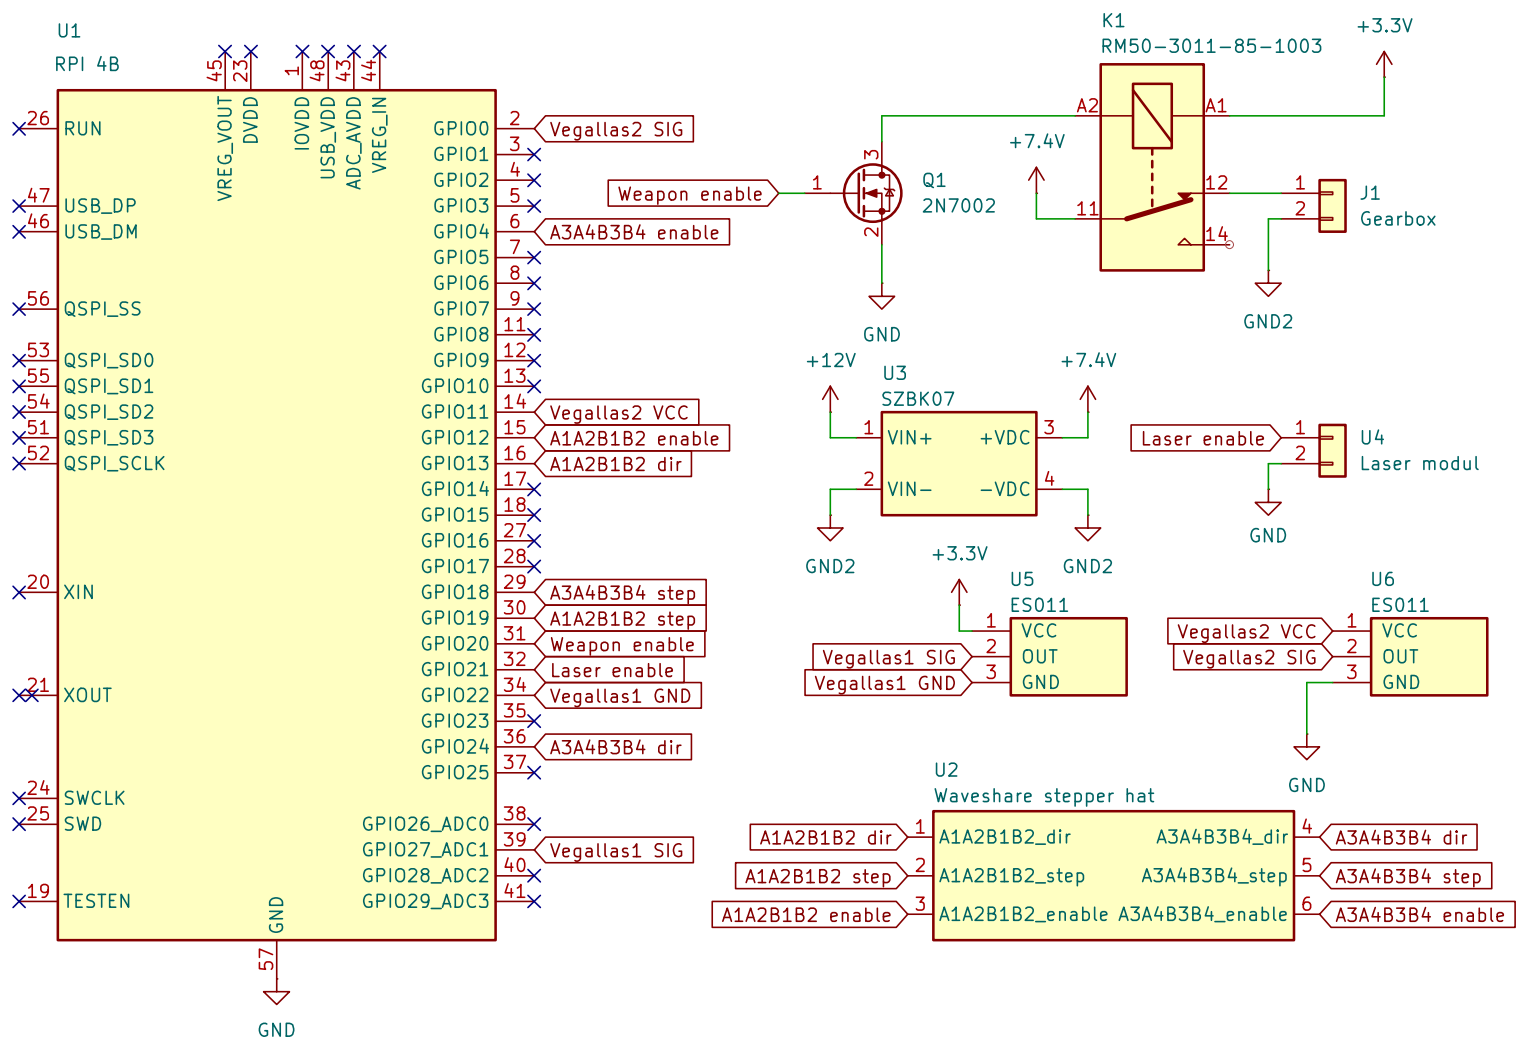 U1
RPI 4B
45
23
1
48
43
44
VREG_VOUT
DVDD
IOVDD
USB_VDD
ADC_AVDD
VREG_IN
26 RUN
47 USB_DP
46 USB_DM
56 QSPI_SS
53 QSPI_SD0
55 QSPI_SD1
54 QSPI_SD2
51 QSPI_SD3
52 QSPI_SCLK
20 XIN
21 XOUT
24 SWCLK
25 SWD
19 TESTEN
GPIO0 2 Vegallas2 SIG
GPIO1 3
GPIO2 4
GPIO3 5
GPIO4 6 A3A4B3B4 enable
GPIO5 7
GPIO6 8
GPIO7 9
GPIO8 11
GPIO9 12
GPIO10 13
GPIO11 14 Vegallas2 VCC
GPIO12 15 A1A2B1B2 enable
GPIO13 16 A1A2B1B2 dir
GPIO14 17
GPIO15 18
GPIO16 27
GPIO17 28
GPIO18 29 A3A4B3B4 step
GPIO19 30 A1A2B1B2 step
GPIO20 31 Weapon enable
GPIO21 32 Laser enable
GPIO22 34 Vegallas1 GND
GPIO23 35
GPIO24 36 A3A4B3B4 dir
GPIO25 37
GPIO26_ADC0 38
GPIO27_ADC1 39 Vegallas1 SIG
GPIO28_ADC2 40
GPIO29_ADC3 41
GND
57
GND
K1
RM50-3011-85-1003
+3.3V
A2
A1
+7.4V
11
12
14
Weapon enable
1
3
2
Q1
2N7002
GND
1
2
J1
Gearbox
GND2
+12V
U3
SZBK07
+7.4V
1 VIN+
2 VIN-
+VDC 3
-VDC 4
GND2
GND2
Laser enable
1
2
U4
Laser modul
GND
+3.3V
U5
ES011
1 VCC
Vegallas1 SIG 2 OUT
Vegallas1 GND 3 GND
U6
ES011
Vegallas2 VCC 1 VCC
Vegallas2 SIG 2 OUT
3 GND
GND
U2
Waveshare stepper hat
A1A2B1B2 dir 1 A1A2B1B2_dir
A1A2B1B2 step 2 A1A2B1B2_step
A1A2B1B2 enable 3 A1A2B1B2_enable
A3A4B3B4_dir 4 A3A4B3B4 dir
A3A4B3B4_step 5 A3A4B3B4 step
A3A4B3B4_enable 6 A3A4B3B4 enable